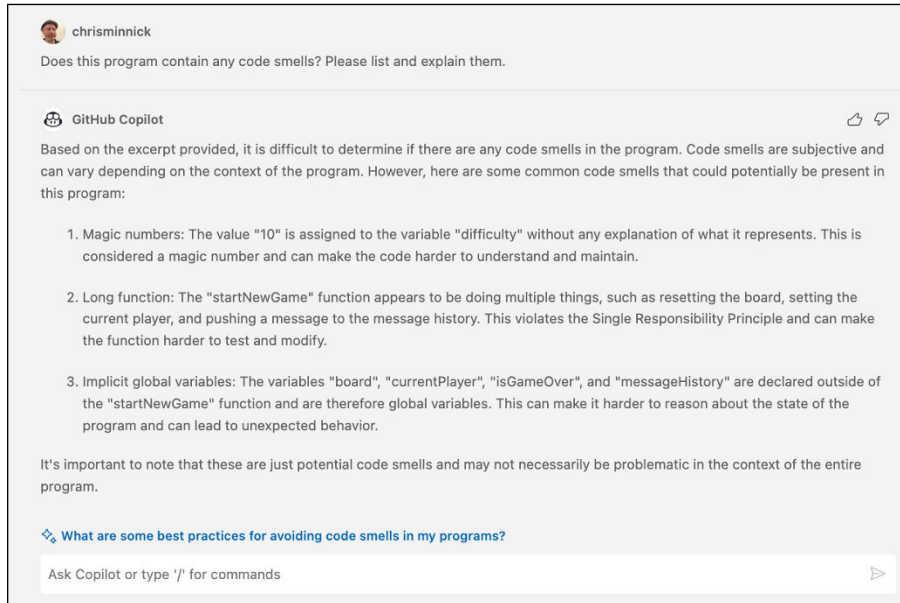 chrisminnick
Does this program contain any code smells? Please list and explain them.
GitHub Copilot
Based on the excerpt provided, it is difficult to determine if there are any code smells in the program. Code smells are subjective and
can vary depending on the context of the program. However, here are some common code smells that could potentially be present in
this program:
1. Magic numbers: The value "10" is assigned to the variable "difficulty" without any explanation of what it represents. This is
considered a magic number and can make the code harder to understand and maintain.
2. Long function: The "startNewGame" function appears to be doing multiple things, such as resetting the board, setting the
current player, and pushing a message to the message history. This violates the Single Responsibility Principle and can make
the function harder to test and modify.
3. Implicit global variables: The variables "board", "currentPlayer", "isGameOver", and "messageHistory" are declared outside of
the "startNewGame" function and are therefore global variables. This can make it harder to reason about the state of the
program and can lead to unexpected behavior.
It's important to note that these are just potential code smells and may not necessarily be problematic in the context of the entire
program.
What are some best practices for avoiding code smells in my programs?
Ask Copilot or type '/' for commands